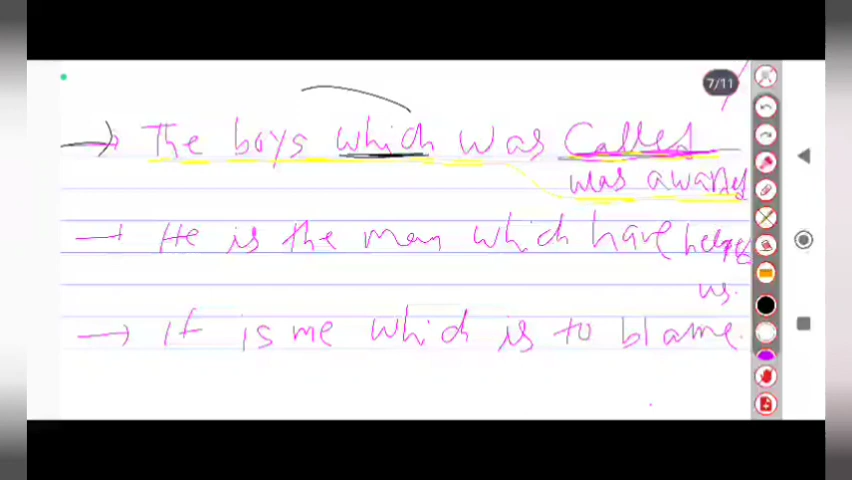 7/11
The boys which was Called
was awarded
He is the man which have helped
us.
It is me which is to blame.